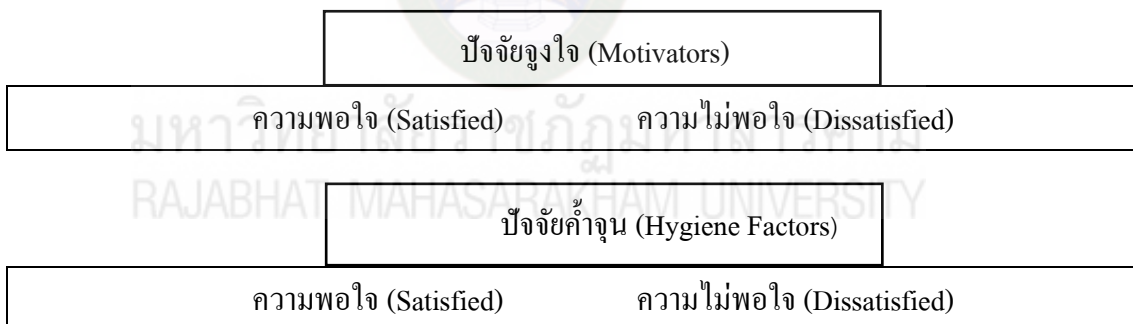 ปัจจัยจูงใจ (Motivators)
ความพอใจ (Satisfied) ความไม่พอใจ (Dissatisfied)
มหาวิทยาลัยราชภัฏมหาสารคาม
RAJABHAT MAHASARAKHAM UNIVERSITY
ปัจจัยค้ำจุน (Hygiene Factors)
ความพอใจ (Satisfied) ความไม่พอใจ (Dissatisfied)